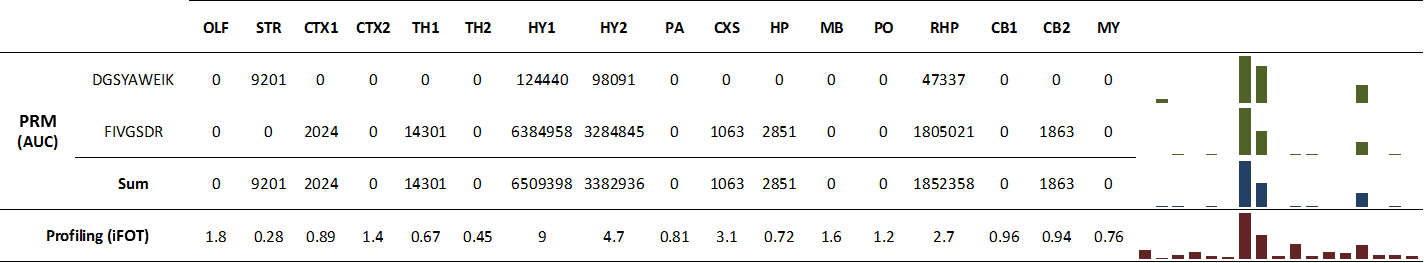 OLF STR CTX1 CTX2 TH1 TH2 HY1 HY2 PA CXS HP MB PO RHP CB1 CB2 MY
PRM (AUC)
DGSYAWEIK 0 9201 0 0 0 0 124440 98091 0 0 0 0 0 47337 0 0 0
FIVGSDR 0 0 2024 0 14301 0 6384958 3284845 0 1063 2851 0 0 1805021 0 1863 0
Sum 0 9201 2024 0 14301 0 6509398 3382936 0 1063 2851 0 0 1852358 0 1863 0
Profiling (iFOT) 1.8 0.28 0.89 1.4 0.67 0.45 9 4.7 0.81 3.1 0.72 1.6 1.2 2.7 0.96 0.94 0.76